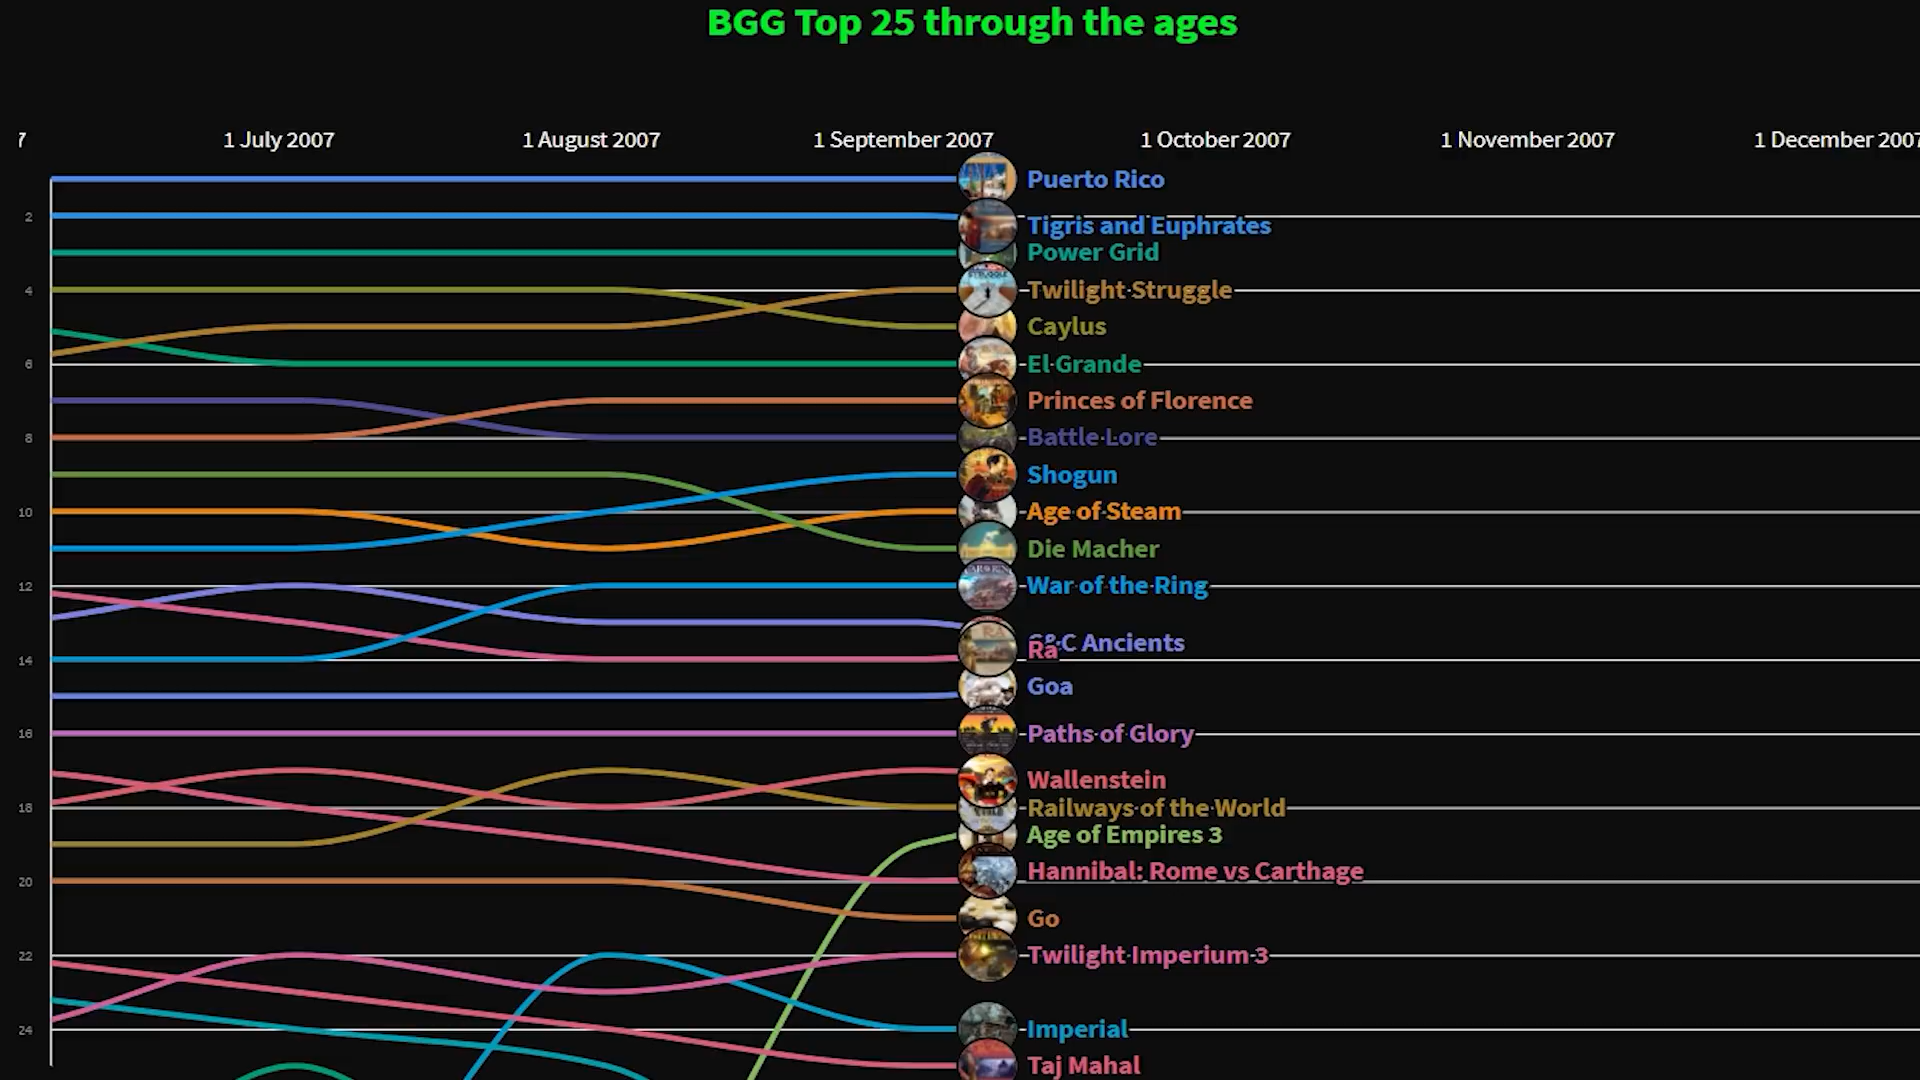 BGG Top 25 through the ages
7 1 July 2007 1 August 2007 1 September 2007 1 October 2007 1 November 2007 1 December 2007
Puerto Rico
2 Tigris and Euphrates
Power Grid
4 Twilight Struggle
Caylus
6 El Grande
Princes of Florence
8 Battle Lore
Shogun
10 Age of Steam
Die Macher
12 War of the Ring
C&C Ancients
Ra
14
Goa
16 Paths of Glory
Wallenstein
18 Railways of the World
Age of Empires 3
20 Hannibal: Rome vs Carthage
Go
22 Twilight Imperium 3
24 Imperial
Taj Mahal